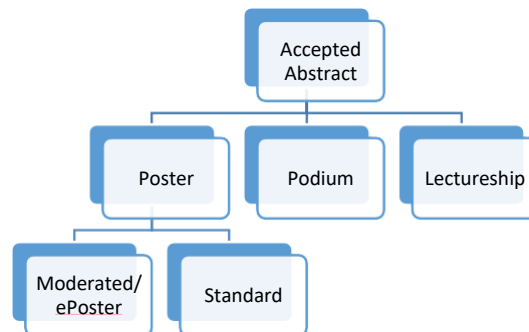 Accepted
Abstract
Poster
Podium
Lectureship
Moderated/
ePoster
Standard